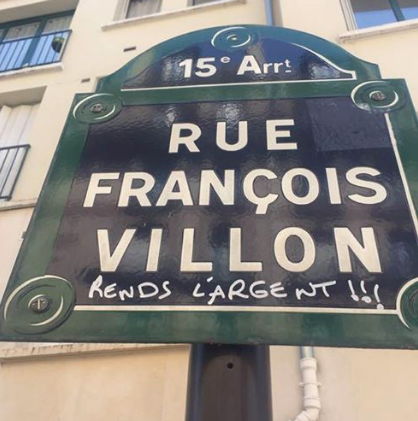 15e Arrt
RUE
FRANÇOIS
VILLON
RENDS L'ARGENT !!!